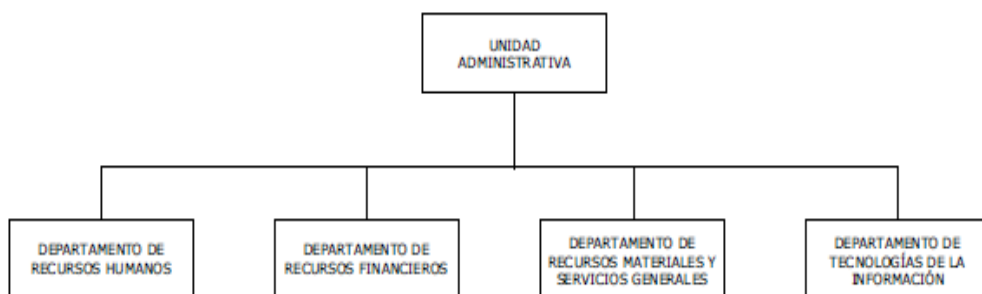 UNIDAD
ADMINISTRATIVA
DEPARTAMENTO DE
RECURSOS HUMANOS
DEPARTAMENTO DE
RECURSOS FINANCIEROS
DEPARTAMENTO DE
RECURSOS MATERIALES Y
SERVICIOS GENERALES
DEPARTAMENTO DE
TECNOLOGÍAS DE LA
INFORMACIÓN